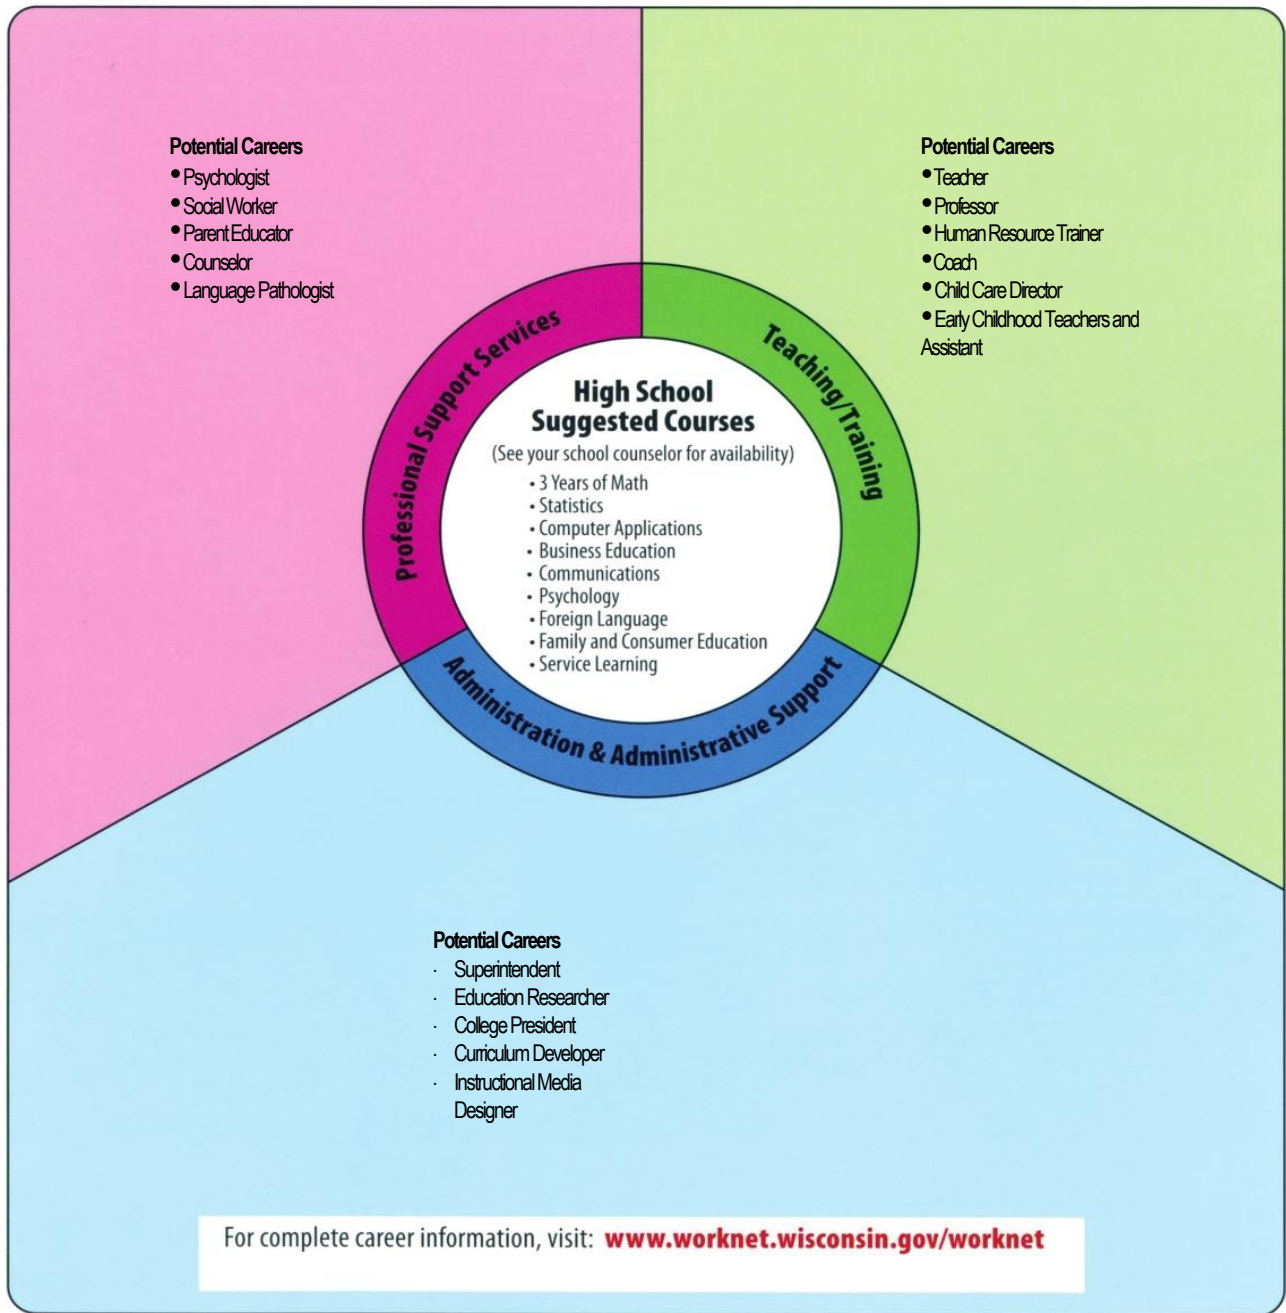 Potential Careers
• Psychologist
• Social Worker
• Parent Educator
• Counselor
• Language Pathologist
Potential Careers
• Teacher
• Professor
• Human Resource Trainer
• Coach
• Child Care Director
• Early Childhood Teachers and
Assistant
Professional Support Services
Teaching/Training
High School
Suggested Courses
(See your school counselor for availability)
• 3 Years of Math
• Statistics
• Computer Applications
• Business Education
• Communications
• Psychology
• Foreign Language
• Family and Consumer Education
• Service Learning
Administration & Administrative Support
Potential Careers
· Superintendent
· Education Researcher
· College President
· Curriculum Developer
· Instructional Media
Designer
For complete career information, visit: www.worknet.wisconsin.gov/worknet